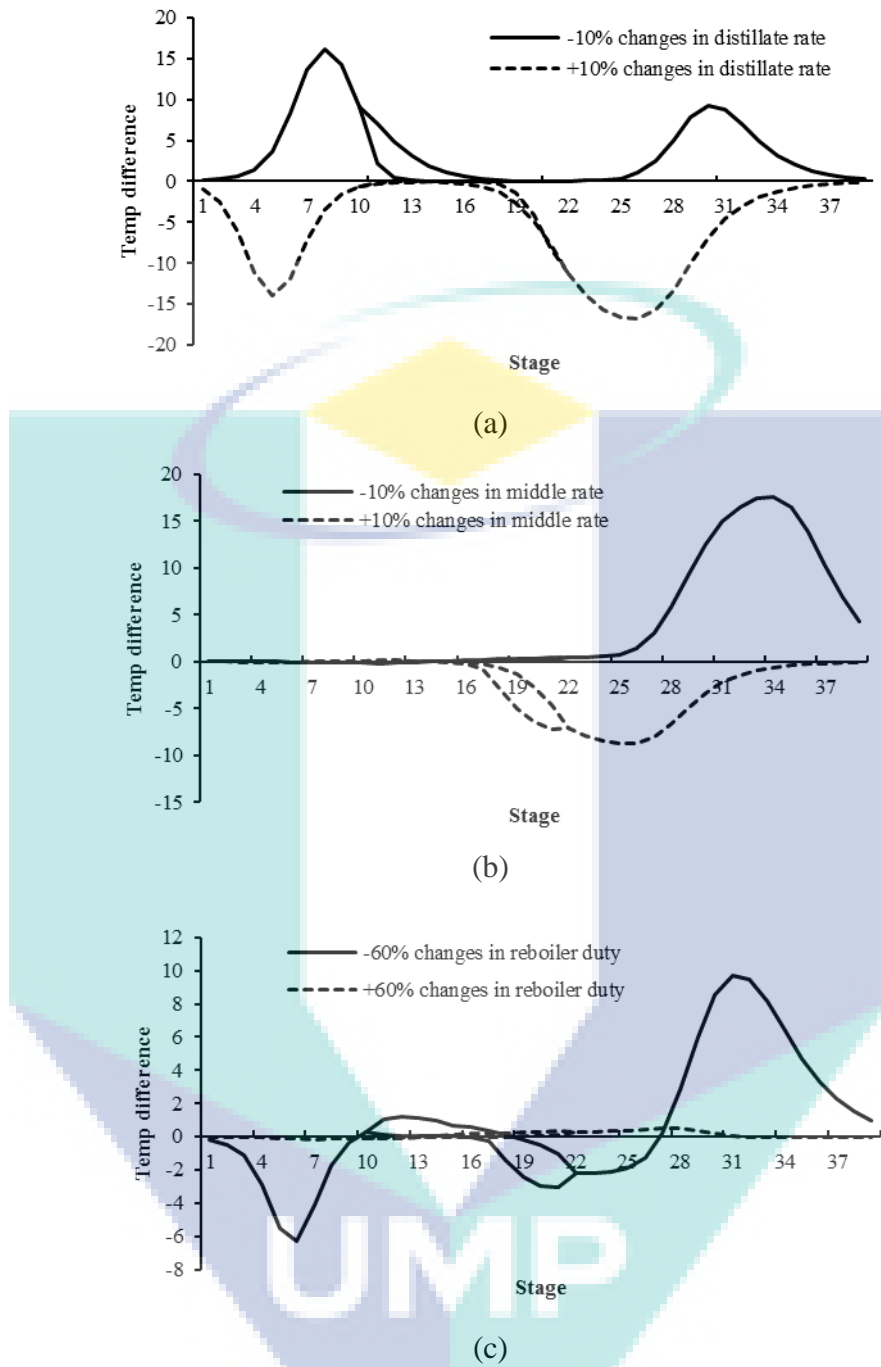 20
15
10
5
0
-5
-10
-15
-20
Temp difference
-10% changes in distillate rate
+10% changes in distillate rate
1 4 7 10 13 16 19 22 25 28 31 34 37
Stage
(a)
20
15
10
5
0
-5
-10
-15
Temp difference
-10% changes in middle rate
+10% changes in middle rate
1 4 7 10 13 16 19 22 25 28 31 34 37
Stage
(b)
12
10
8
6
4
2
0
-2
-4
-6
-8
Temp difference
-60% changes in reboiler duty
+60% changes in reboiler duty
1 4 7 10 13 16 19 22 25 28 31 34 37
Stage
UMP
(c)